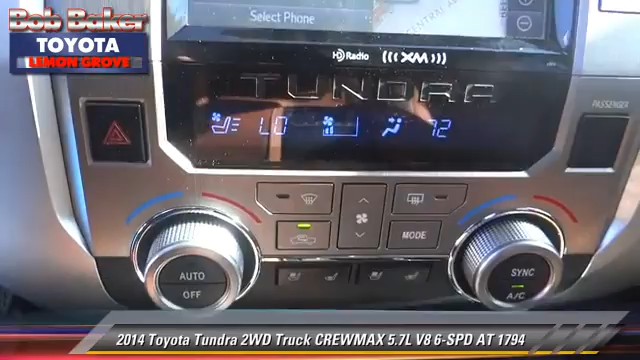 Bob Baker
TOYOTA
LEMON GROVE
Select Phone
HD Radio
((( XM )))
TUNDRA
LO
72
PASSENGER
AUTO
OFF
MODE
SYNC
A/C
2014 Toyota Tundra 2WD Truck CREWMAX 5.7L V8 6-SPD AT 1794